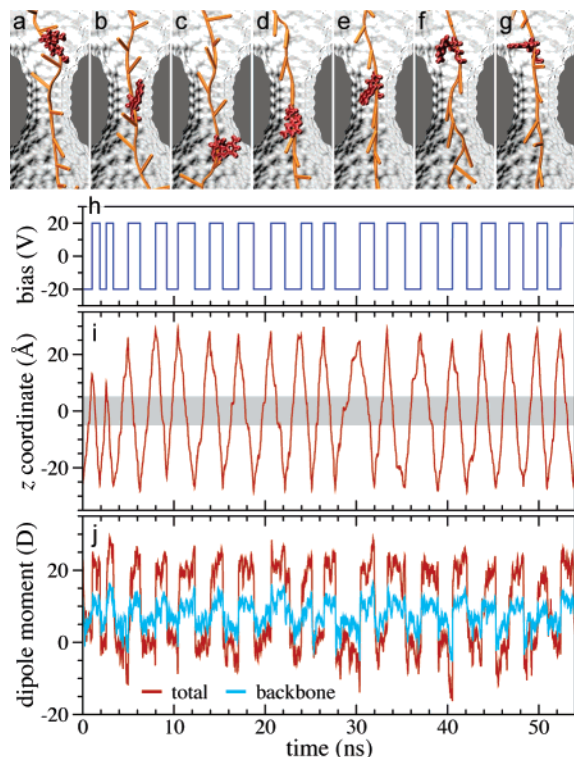 a b c d e f g
h
20
0
-20
bias (V)
i
20
0
-20
z coordinate (Å)
j
20
10
0
-20
dipole moment (D)
total backbone
0 10 20 30 40 50
time (ns)